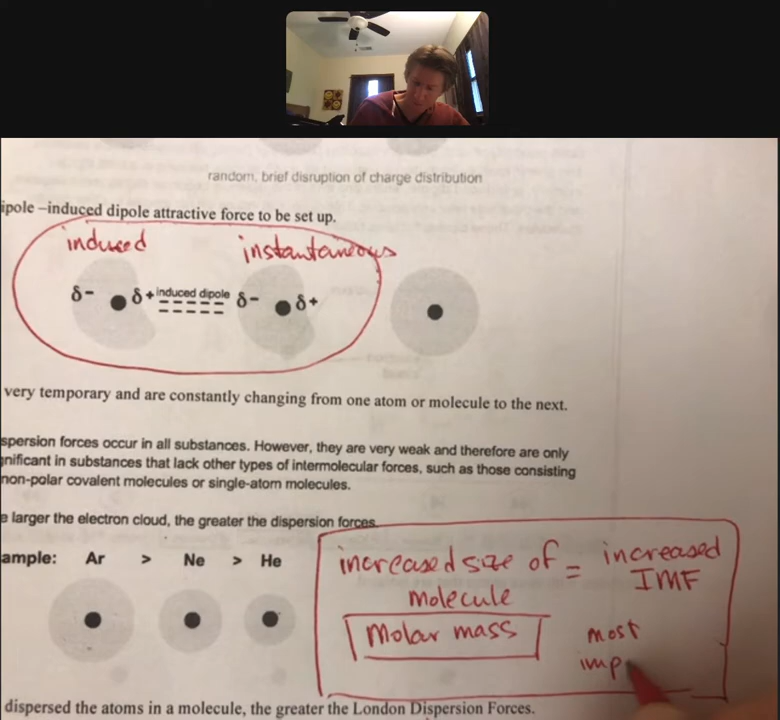 random, brief disruption of charge distribution
ipole –induced dipole attractive force to be set up.
induced instantaneous
δ- δ+ induced dipole δ- δ+
very temporary and are constantly changing from one atom or molecule to the next.
spersion forces occur in all substances. However, they are very weak and therefore are only
gnificant in substances that lack other types of intermolecular forces, such as those consisting
non-polar covalent molecules or single-atom molecules.
e larger the electron cloud, the greater the dispersion forces.
ample: Ar > Ne > He
increased size of = increased
molecule IMF
Molar mass most
imp
dispersed the atoms in a molecule, the greater the London Dispersion Forces.